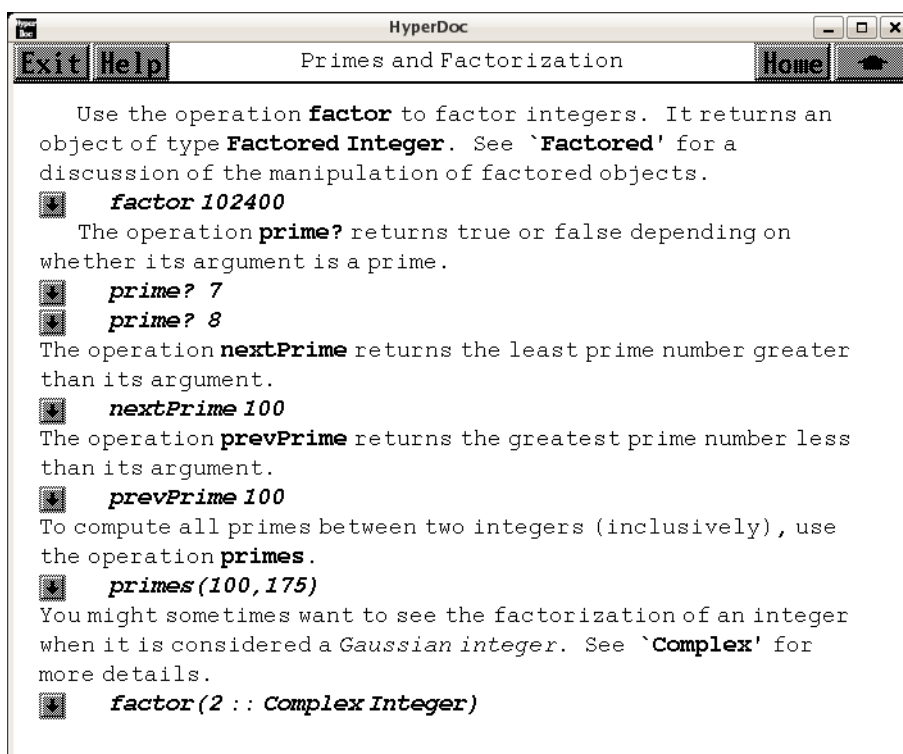 Hyper Doc
HyperDoc
Exit Help Primes and Factorization Home
Use the operation factor to factor integers. It returns an
object of type Factored Integer. See `Factored' for a
discussion of the manipulation of factored objects.
factor 102400
The operation prime? returns true or false depending on
whether its argument is a prime.
prime? 7
prime? 8
The operation nextPrime returns the least prime number greater
than its argument.
nextPrime 100
The operation prevPrime returns the greatest prime number less
than its argument.
prevPrime 100
To compute all primes between two integers (inclusively), use
the operation primes.
primes(100,175)
You might sometimes want to see the factorization of an integer
when it is considered a Gaussian integer. See `Complex' for
more details.
factor(2 :: Complex Integer)